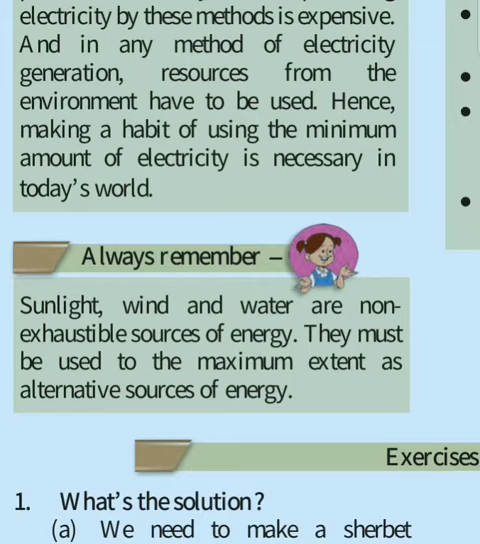 electricity by these methods is expensive.
And in any method of electricity
generation, resources from the
environment have to be used. Hence,
making a habit of using the minimum
amount of electricity is necessary in
today's world.
Always remember –
Sunlight, wind and water are non-
exhaustible sources of energy. They must
be used to the maximum extent as
alternative sources of energy.
Exercises
1. What's the solution?
(a) We need to make a sherbet